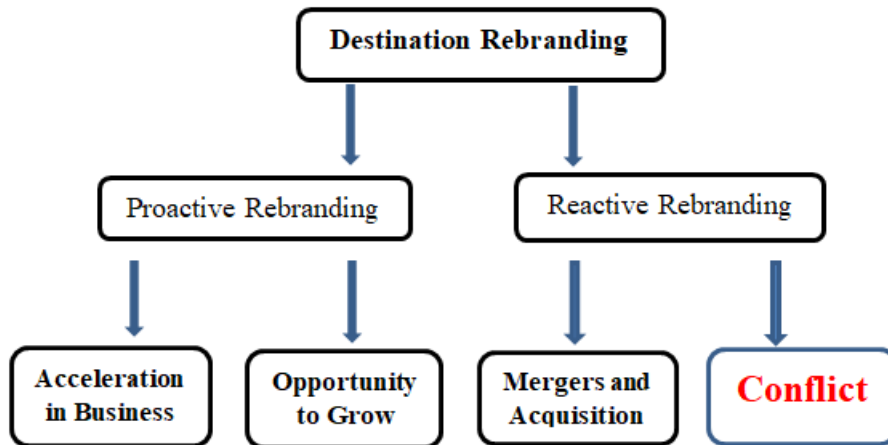 Destination Rebranding
Proactive Rebranding
Reactive Rebranding
Acceleration
in Business
Opportunity
to Grow
Mergers and
Acquisition
Conflict